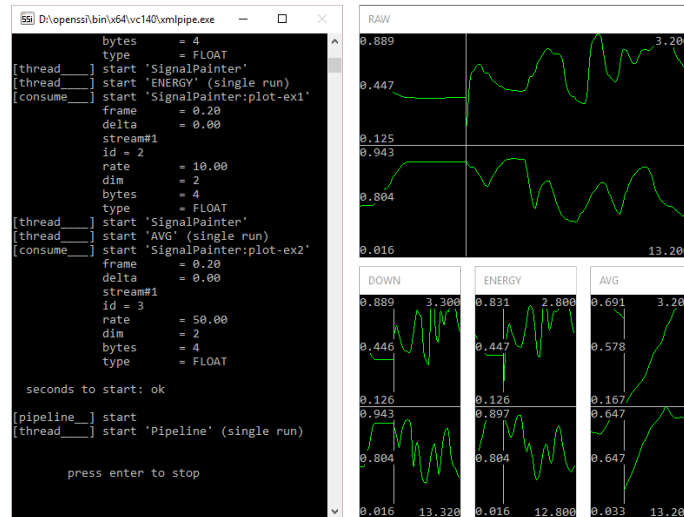 D:\openssi\bin\x64\vc140\xmlpipe.exe
bytes = 4
type = FLOAT
[thread____] start 'SignalPainter'
[thread____] start 'ENERGY' (single run)
[consume___] start 'SignalPainter:plot-ex1'
frame = 0.20
delta = 0.00
stream#1
id = 2
rate = 10.00
dim = 2
bytes = 4
type = FLOAT
[thread____] start 'SignalPainter'
[thread____] start 'AVG' (single run)
[consume___] start 'SignalPainter:plot-ex2'
frame = 0.20
delta = 0.00
stream#1
id = 3
rate = 50.00
dim = 2
bytes = 4
type = FLOAT
seconds to start: ok
[pipeline__] start
[thread____] start 'Pipeline' (single run)
press enter to stop
RAW
0.889 3.20
0.447
0.125
0.943
0.804
0.016 13.20
DOWN
0.889 3.300
0.446
0.126
0.943
0.804
0.016 13.320
ENERGY
0.831 2.800
0.447
0.126
0.897
0.804
0.016 12.800
AVG
0.691 3.20
0.578
0.167
0.647
0.647
0.033 13.20